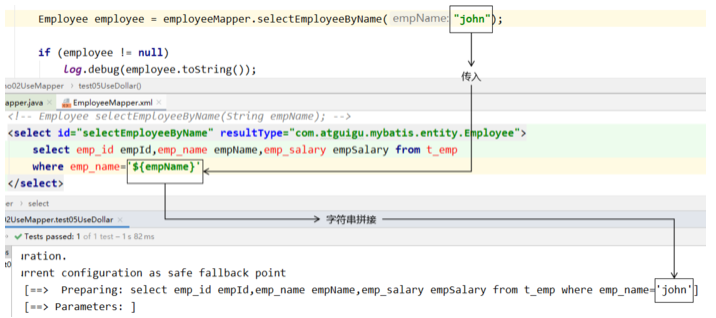 Employee employee = employeeMapper.selectEmployeeByName( empName: "john");
if (employee != null)
log.debug(employee.toString());
传入
no02UseMapper › test05UseDollar()
apper.java × EmployeeMapper.xml ×
<!-- Employee selectEmployeeByName(String empName); -->
<select id="selectEmployeeByName" resultType="com.atguigu.mybatis.entity.Employee">
select emp_id empId,emp_name empName,emp_salary empSalary from t_emp
where emp_name='${empName}'
</select>
er › select
02UseMapper.test05UseDollar ×
字符串拼接
Tests passed: 1 of 1 test – 1 s 82 ms
uration.
urrent configuration as safe fallback point
[==>  Preparing: select emp_id empId,emp_name empName,emp_salary empSalary from t_emp where emp_name='john']
[==> Parameters: ]